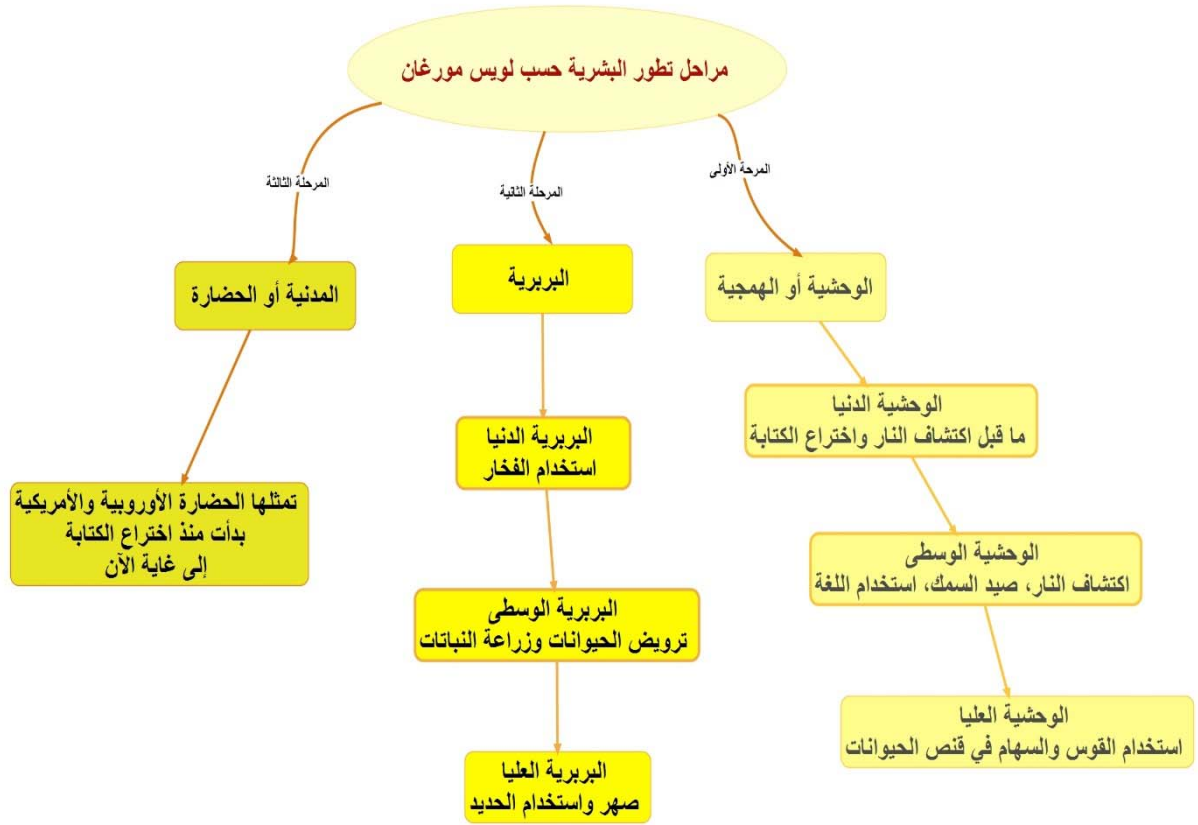 مراحل تطور البشرية حسب لويس مورغان
المرحة الأولى
الوحشية أو الهمجية
الوحشية الدنيا
ما قبل اكتشاف النار واختراع الكتابة
الوحشية الوسطى
اكتشاف النار، صيد السمك، استخدام اللغة
الوحشية العليا
استخدام القوس والسهام في قنص الحيوانات
المرحلة الثانية
البربرية
البربرية الدنيا
استخدام الفخار
البربرية الوسطى
ترويض الحيوانات وزراعة النباتات
البربرية العليا
صهر واستخدام الحديد
المرحلة الثالثة
المدنية أو الحضارة
تمثلها الحضارة الأوروبية والأمريكية
بدأت منذ اختراع الكتابة
إلى غاية الآن